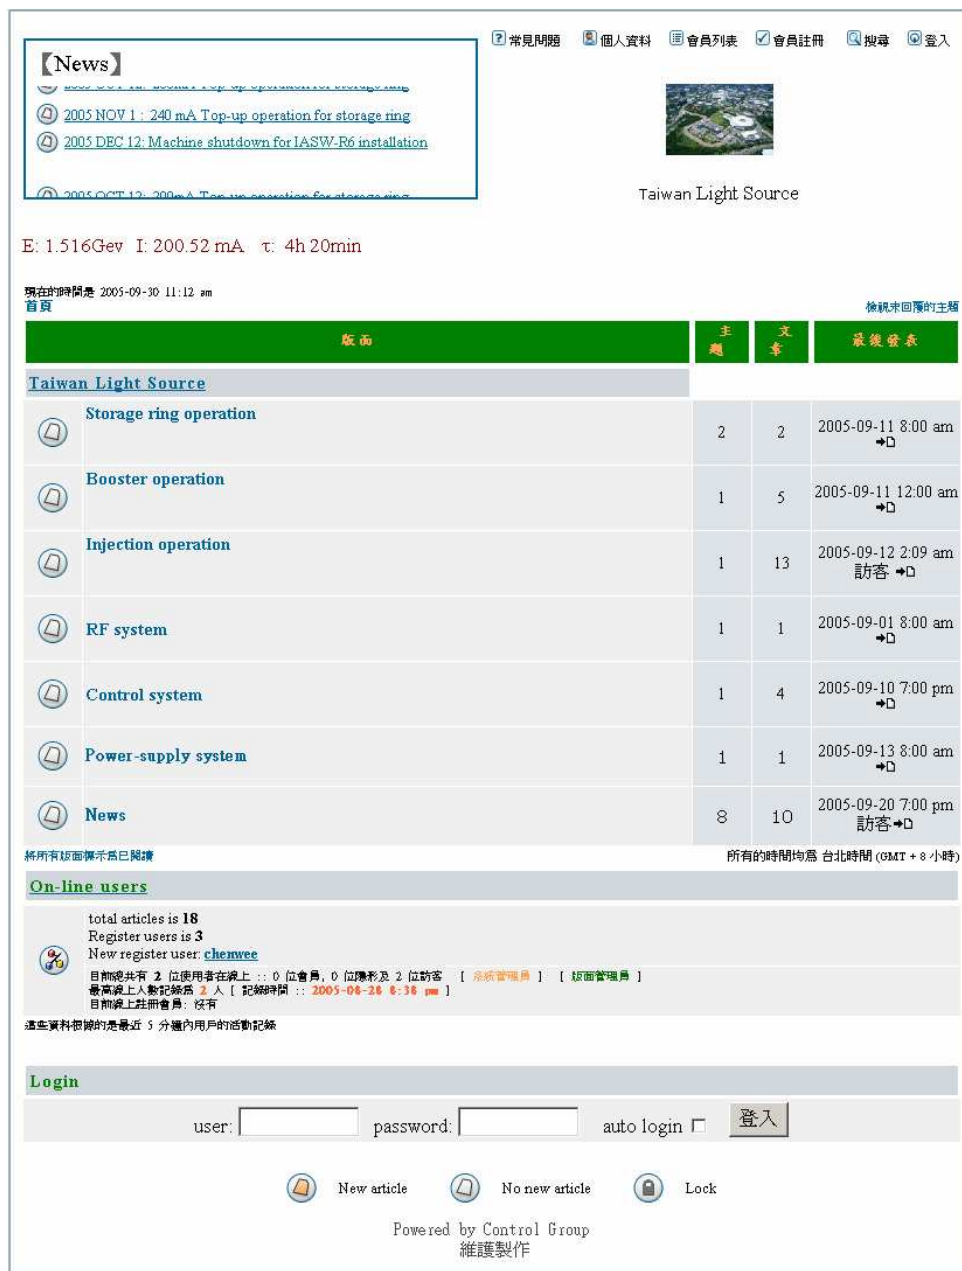 常見問題 個人資料 會員列表 會員註冊 搜尋 登入
【News】
2005 NOV 1 : 240 mA Top-up operation for storage ring
2005 DEC 12: Machine shutdown for IASW-R6 installation
2005 OCT 12: 200mA Top-up operation for storage ring
Taiwan Light Source
E: 1.516Gev I: 200.52 mA τ: 4h 20min
現在的時間是 2005-09-30 11:12 am
首頁
檢視未回覆的主題
版面 主題 文章 最後發表
Taiwan Light Source
Storage ring operation 2 2 2005-09-11 8:00 am
Booster operation 1 5 2005-09-11 12:00 am
Injection operation 1 13 2005-09-12 2:09 am
訪客
RF system 1 1 2005-09-01 8:00 am
Control system 1 4 2005-09-10 7:00 pm
Power-supply system 1 1 2005-09-13 8:00 am
News 8 10 2005-09-20 7:00 pm
訪客
將所有版面標示為已閱讀
所有的時間均為 台北時間 (GMT + 8 小時)
On-line users
total articles is 18
Register users is 3
New register user: chenwee
目前總共有 2 位使用者在線上 :: 0 位會員, 0 位隱形及 2 位訪客 [ 系統管理員 ] [ 版面管理員 ]
最高線上人數記錄為 2 人 [ 記錄時間 :: 2005-08-28 8:38 pm ]
目前線上註冊會員: 沒有
這些資料根據的是最近 5 分鐘內用戶的活動記錄
Login
user: password: auto login 登入
New article No new article Lock
Powered by Control Group
維護製作